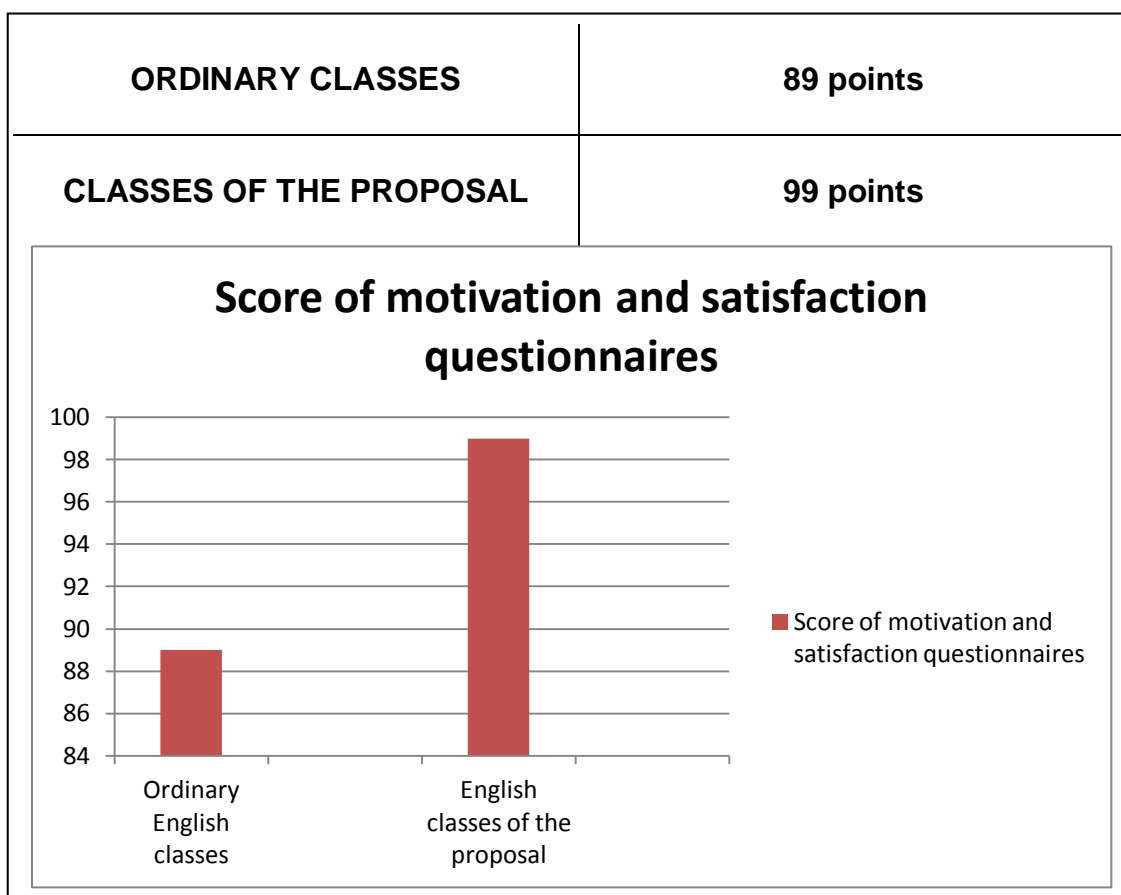 ORDINARY CLASSES
89 points
CLASSES OF THE PROPOSAL
99 points
Score of motivation and satisfaction
questionnaires
100
98
96
94
92
90
88
86
84
Ordinary
English
classes
English
classes of the
proposal
Score of motivation and
satisfaction questionnaires